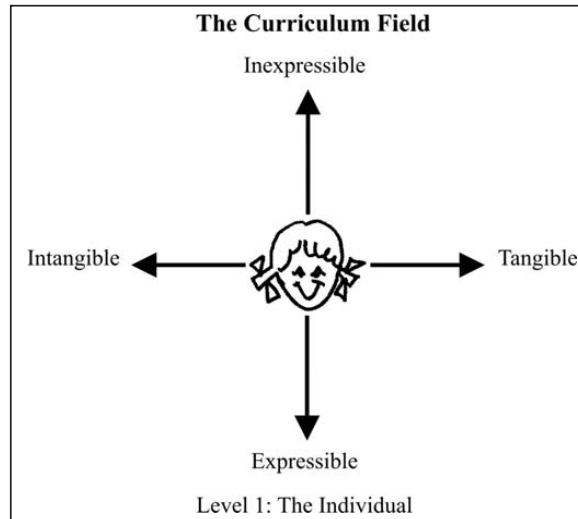 The Curriculum Field
Inexpressible
Intangible
Tangible
Expressible
Level 1: The Individual